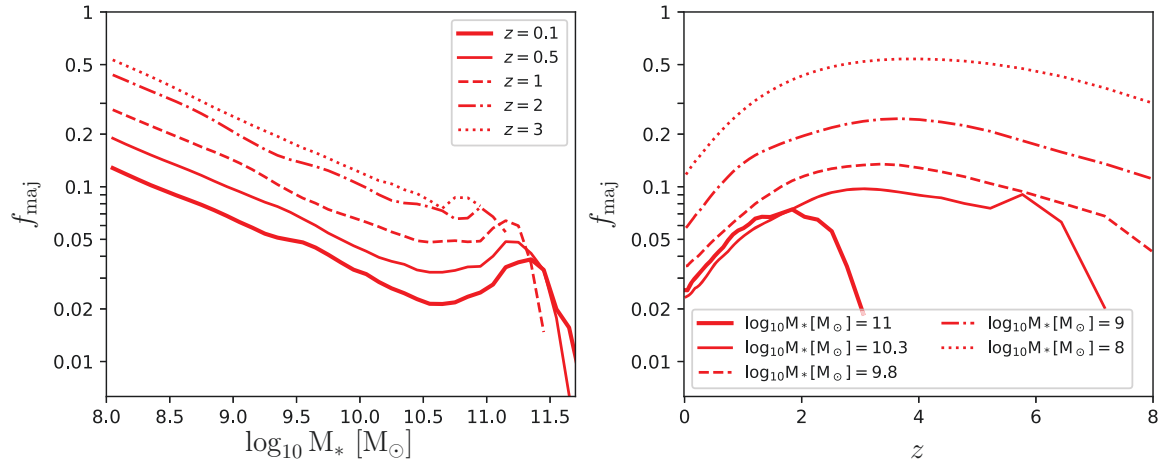 1
0.5
0.2
0.1
0.05
0.02
0.01
f_maj
8.0 8.5 9.0 9.5 10.0 10.5 11.0 11.5
log₁₀ M∗ [M⊙]
z = 0.1
z = 0.5
z = 1
z = 2
z = 3
1
0.5
0.2
0.1
0.05
0.02
0.01
f_maj
0 2 4 6 8
z
log₁₀M∗[M⊙] = 11
log₁₀M∗[M⊙] = 10.3
log₁₀M∗[M⊙] = 9.8
log₁₀M∗[M⊙] = 9
log₁₀M∗[M⊙] = 8